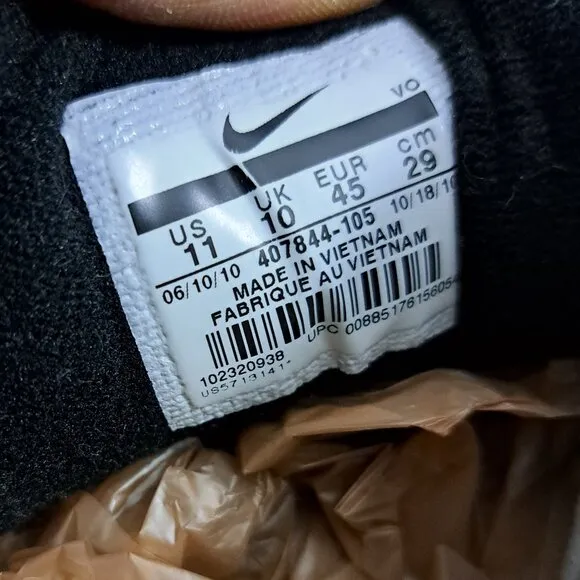 VO
US UK EUR cm
11 10 45 29
06/10/10 407844-105 10/18/10
MADE IN VIETNAM
FABRIQUE AU VIETNAM
102320938 UPC 00885176156054
US5713141